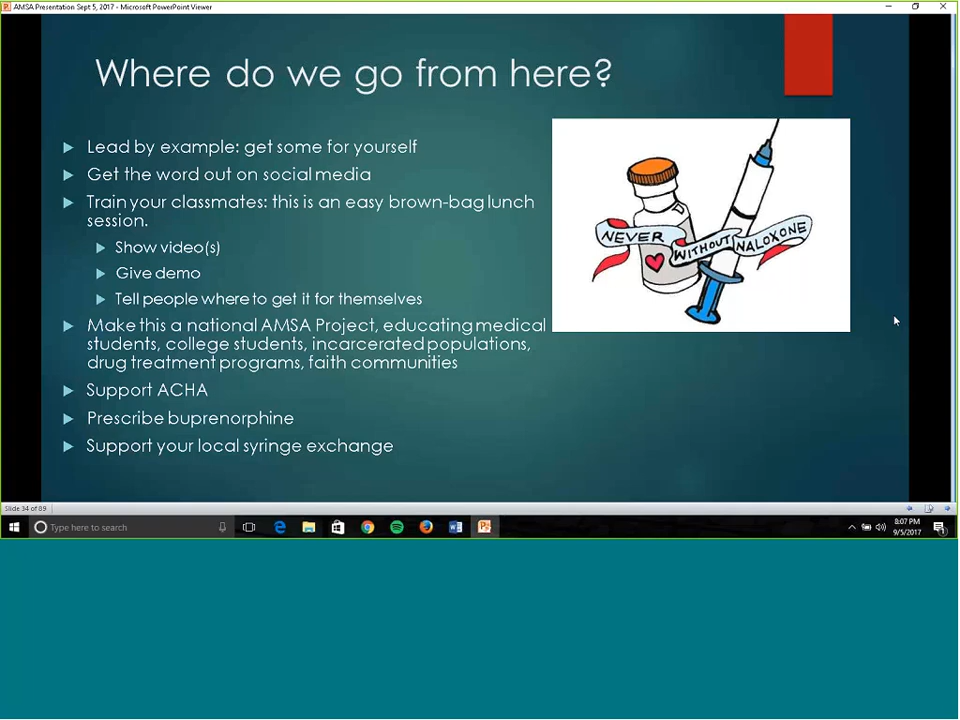 AMSA Presentation Sept 5, 2017 - Microsoft PowerPoint Viewer
Where do we go from here?
Lead by example: get some for yourself
Get the word out on social media
Train your classmates: this is an easy brown-bag lunch
session.
Show video(s)
Give demo
Tell people where to get it for themselves
Make this a national AMSA Project, educating medical
students, college students, incarcerated populations,
drug treatment programs, faith communities
Support ACHA
Prescribe buprenorphine
Support your local syringe exchange
NEVER WITHOUT NALOXONE
Slide 34 of 89
Type here to search
8:07 PM
9/5/2017